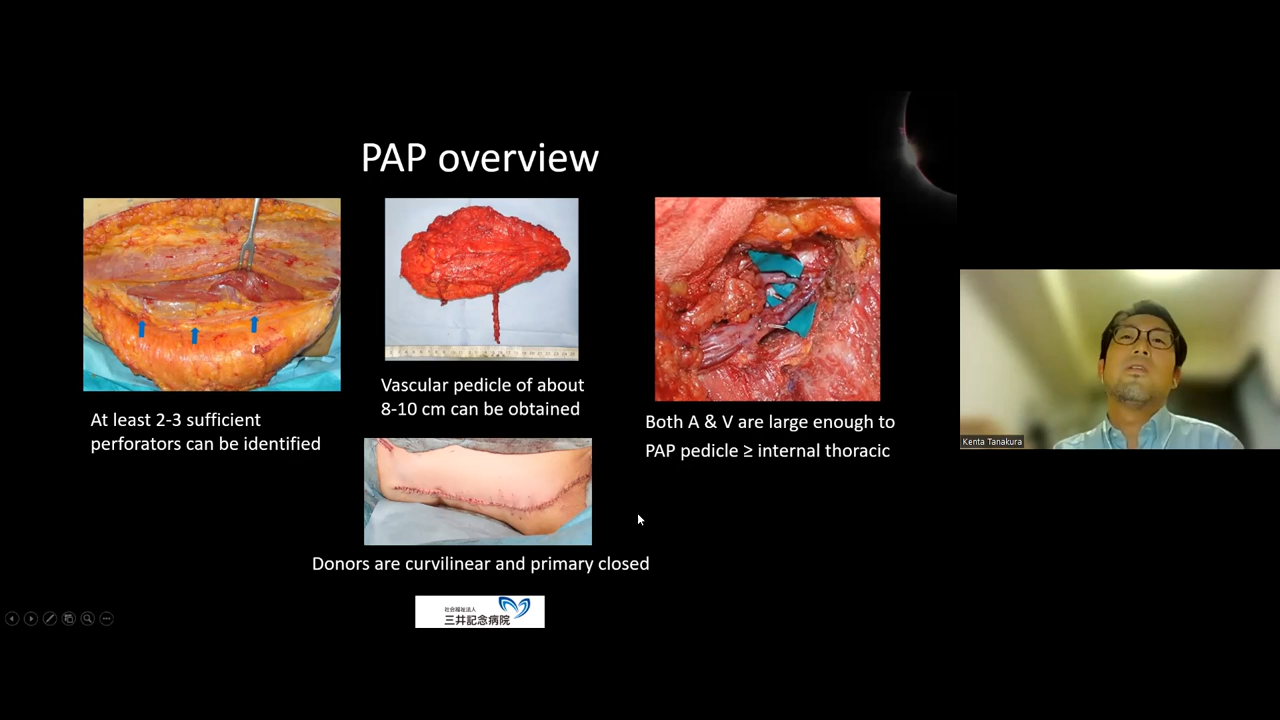 PAP overview
At least 2-3 sufficient
perforators can be identified
Vascular pedicle of about
8-10 cm can be obtained
Both A & V are large enough to
PAP pedicle ≥ internal thoracic
Donors are curvilinear and primary closed
社会福祉法人
三井記念病院
Kenta Tanakura